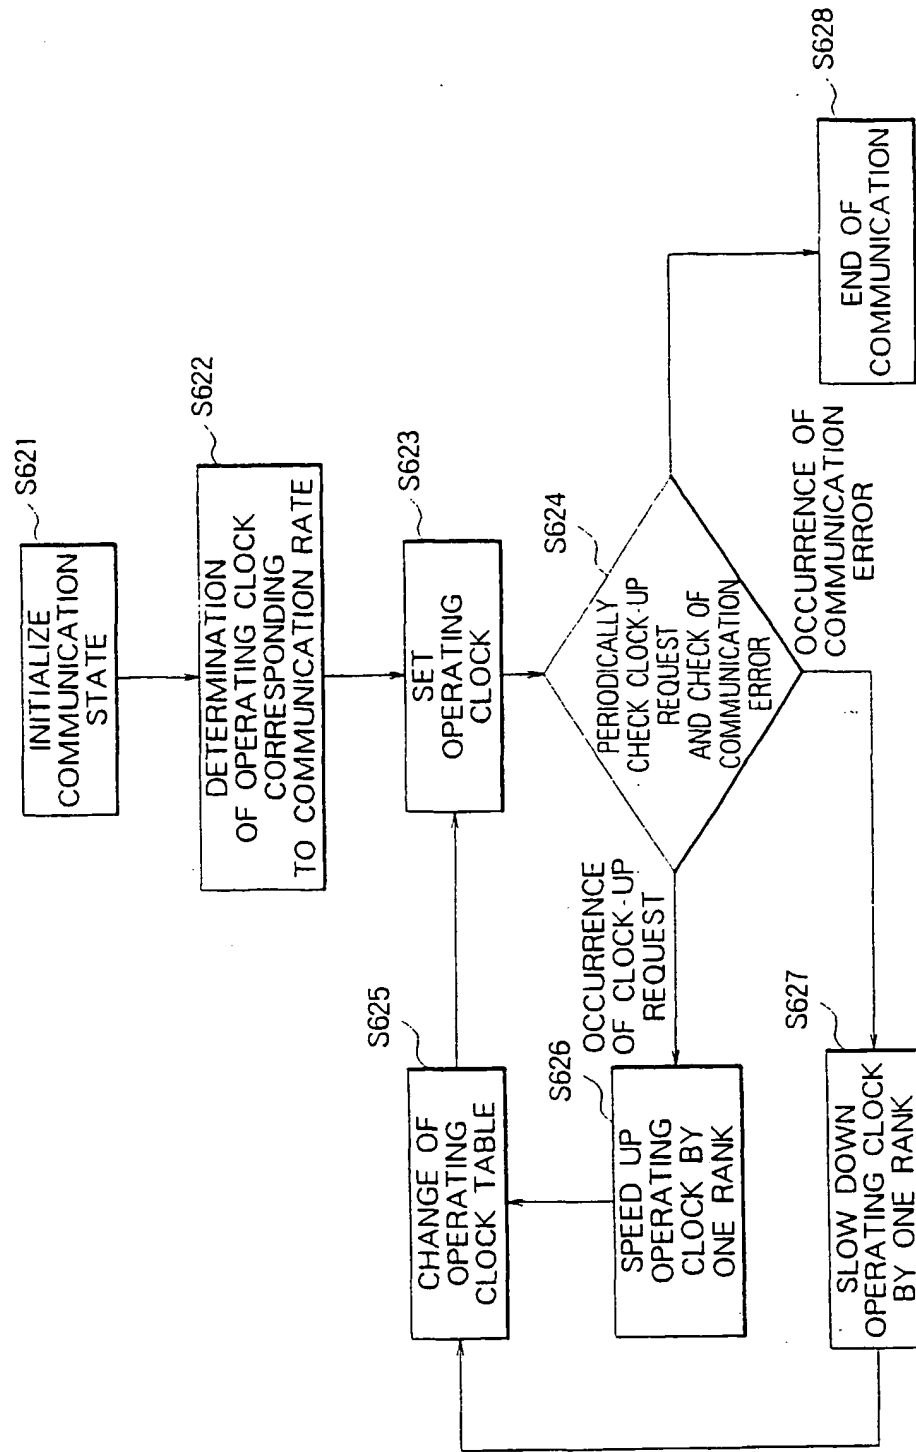 S621
INITIALIZE
COMMUNICATION
STATE
S622
DETERMINATION
OF OPERATING CLOCK
CORRESPONDING
TO COMMUNICATION RATE
S623
SET
OPERATING
CLOCK
S624
PERIODICALLY
CHECK CLOCK-UP
REQUEST
AND CHECK OF
COMMUNICATION
ERROR
S625
CHANGE OF
OPERATING
CLOCK TABLE
OCCURRENCE
OF CLOCK-UP
REQUEST
S626
SPEED UP
OPERATING
CLOCK BY
ONE RANK
OCCURRENCE OF
COMMUNICATION
ERROR
S627
SLOW DOWN
OPERATING CLOCK
BY ONE RANK
S628
END OF
COMMUNICATION